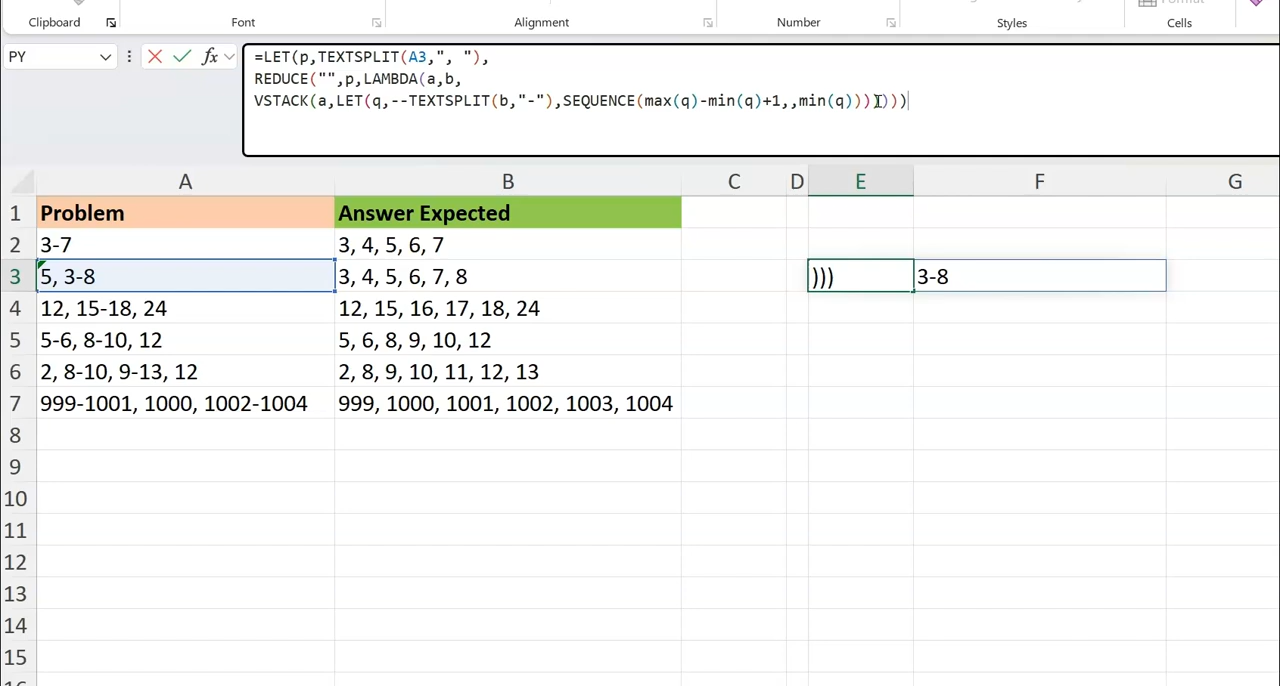 Format
Clipboard Font Alignment Number Styles Cells
PY fx =LET(p,TEXTSPLIT(A3,", "),
REDUCE("",p,LAMBDA(a,b,
VSTACK(a,LET(q,--TEXTSPLIT(b,"-"),SEQUENCE(max(q)-min(q)+1,,min(q))))))
A B C D E F G
1 Problem Answer Expected
2 3-7 3, 4, 5, 6, 7
3 5, 3-8 3, 4, 5, 6, 7, 8 ))) 3-8
4 12, 15-18, 24 12, 15, 16, 17, 18, 24
5 5-6, 8-10, 12 5, 6, 8, 9, 10, 12
6 2, 8-10, 9-13, 12 2, 8, 9, 10, 11, 12, 13
7 999-1001, 1000, 1002-1004 999, 1000, 1001, 1002, 1003, 1004
8
9
10
11
12
13
14
15